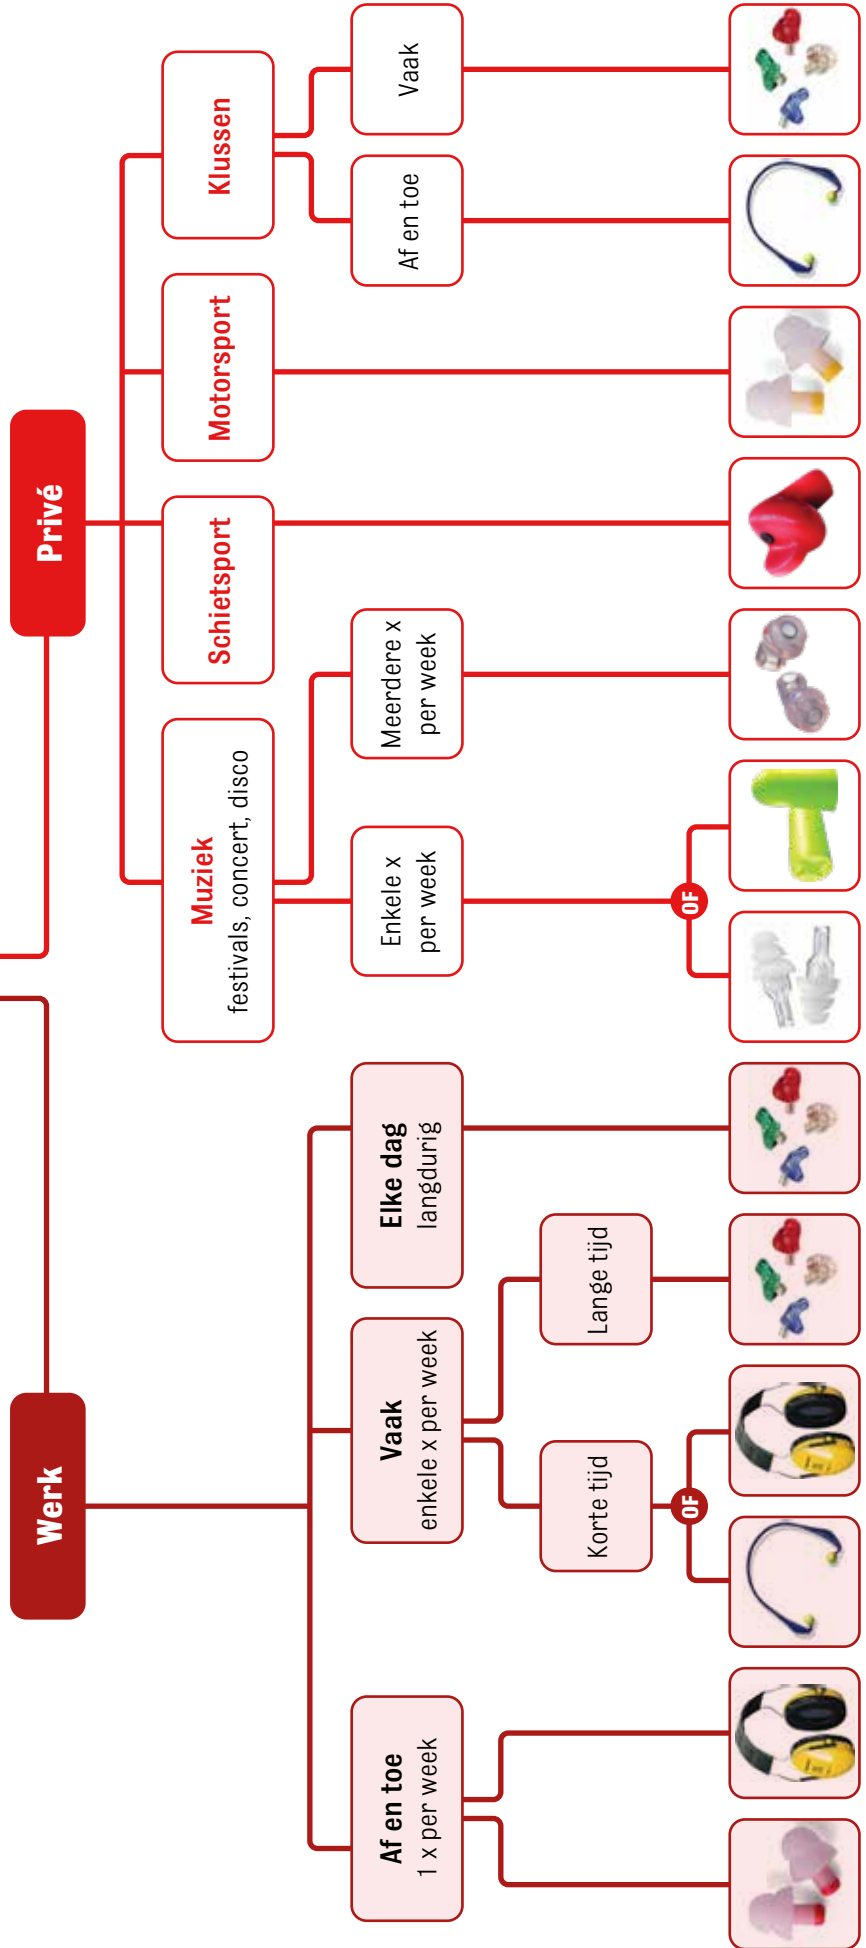 Werk
Privé
Af en toe
1 x per week
Vaak
enkele x per week
Elke dag
langdurig
Korte tijd
Lange tijd
OF
Muziek
festivals, concert, disco
Schietsport
Motorsport
Klussen
Enkele x
per week
Meerdere x
per week
Af en toe
Vaak
OF